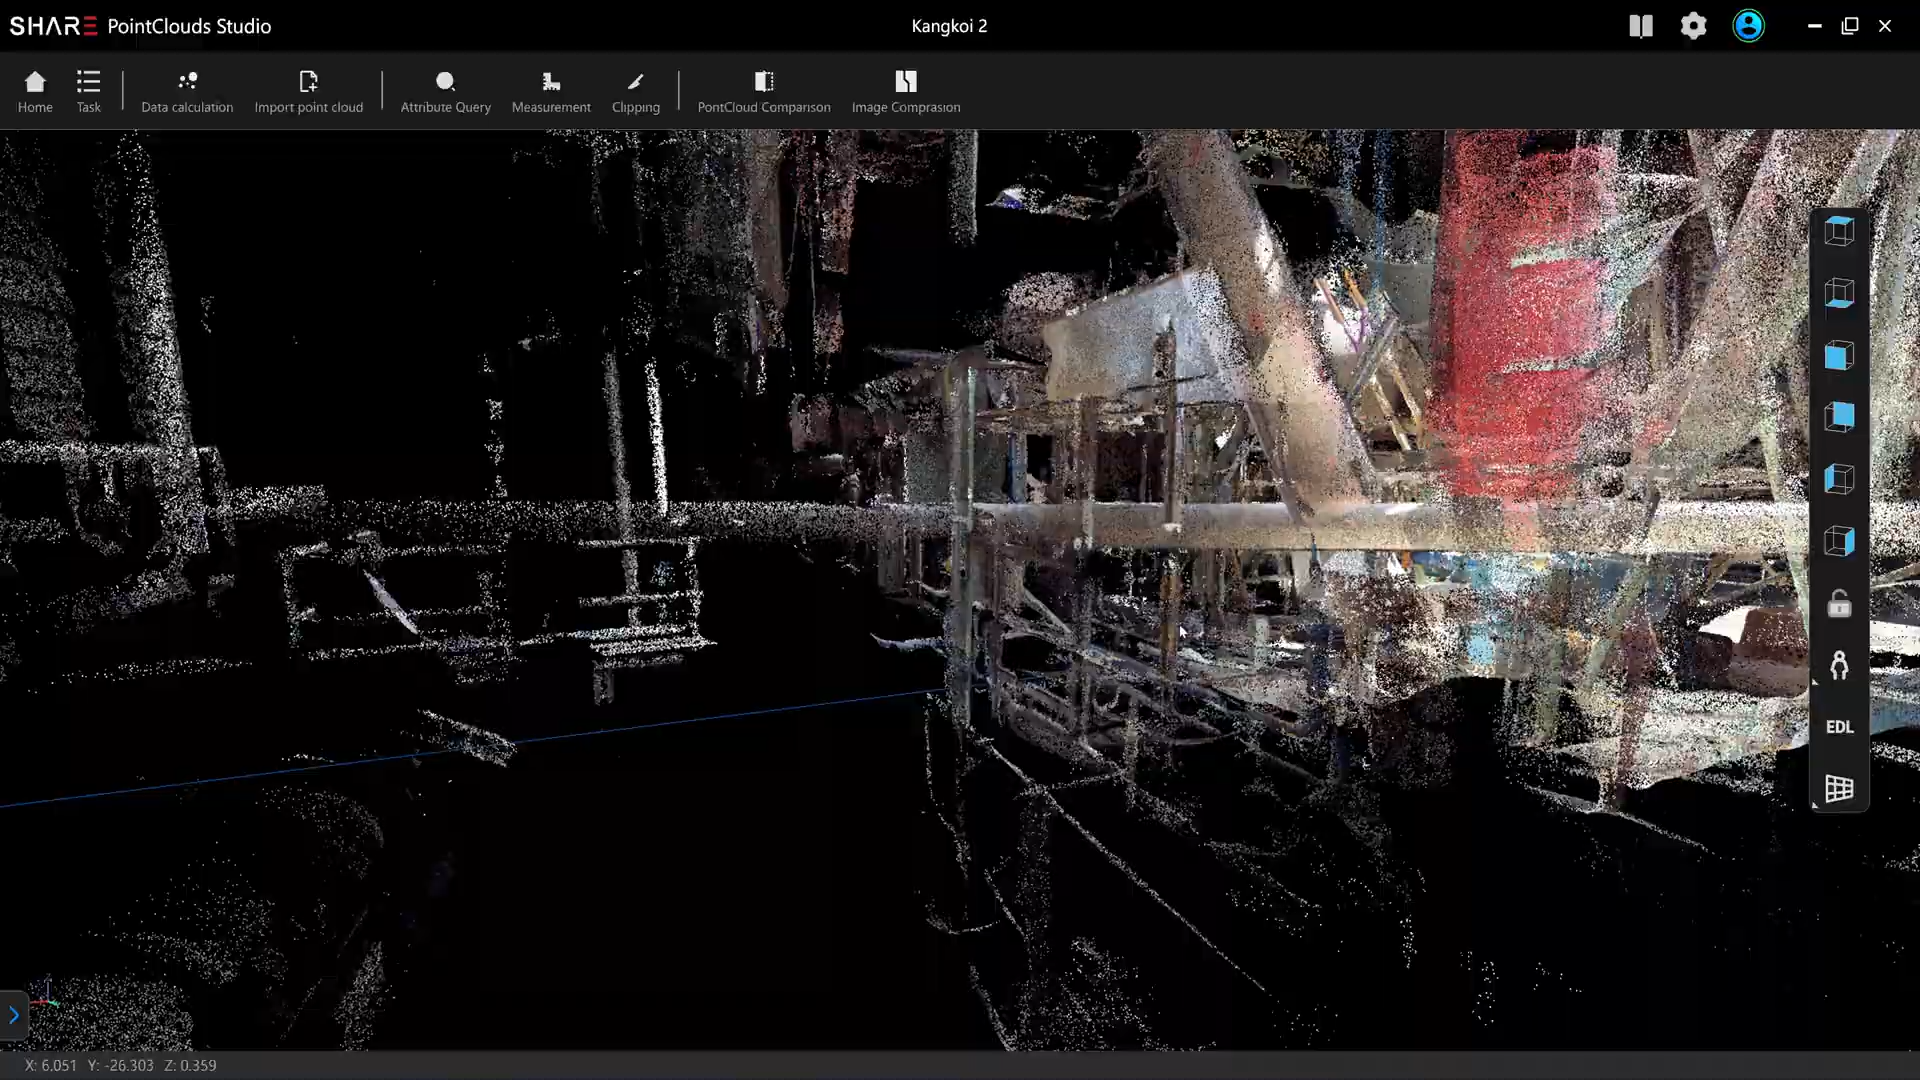 SHARE PointClouds Studio
Kangkoi 2
Home
Task
Data calculation
Import point cloud
Attribute Query
Measurement
Clipping
PontCloud Comparison
Image Comprasion
EDL
X: 6.051 Y: -26.303 Z: 0.359